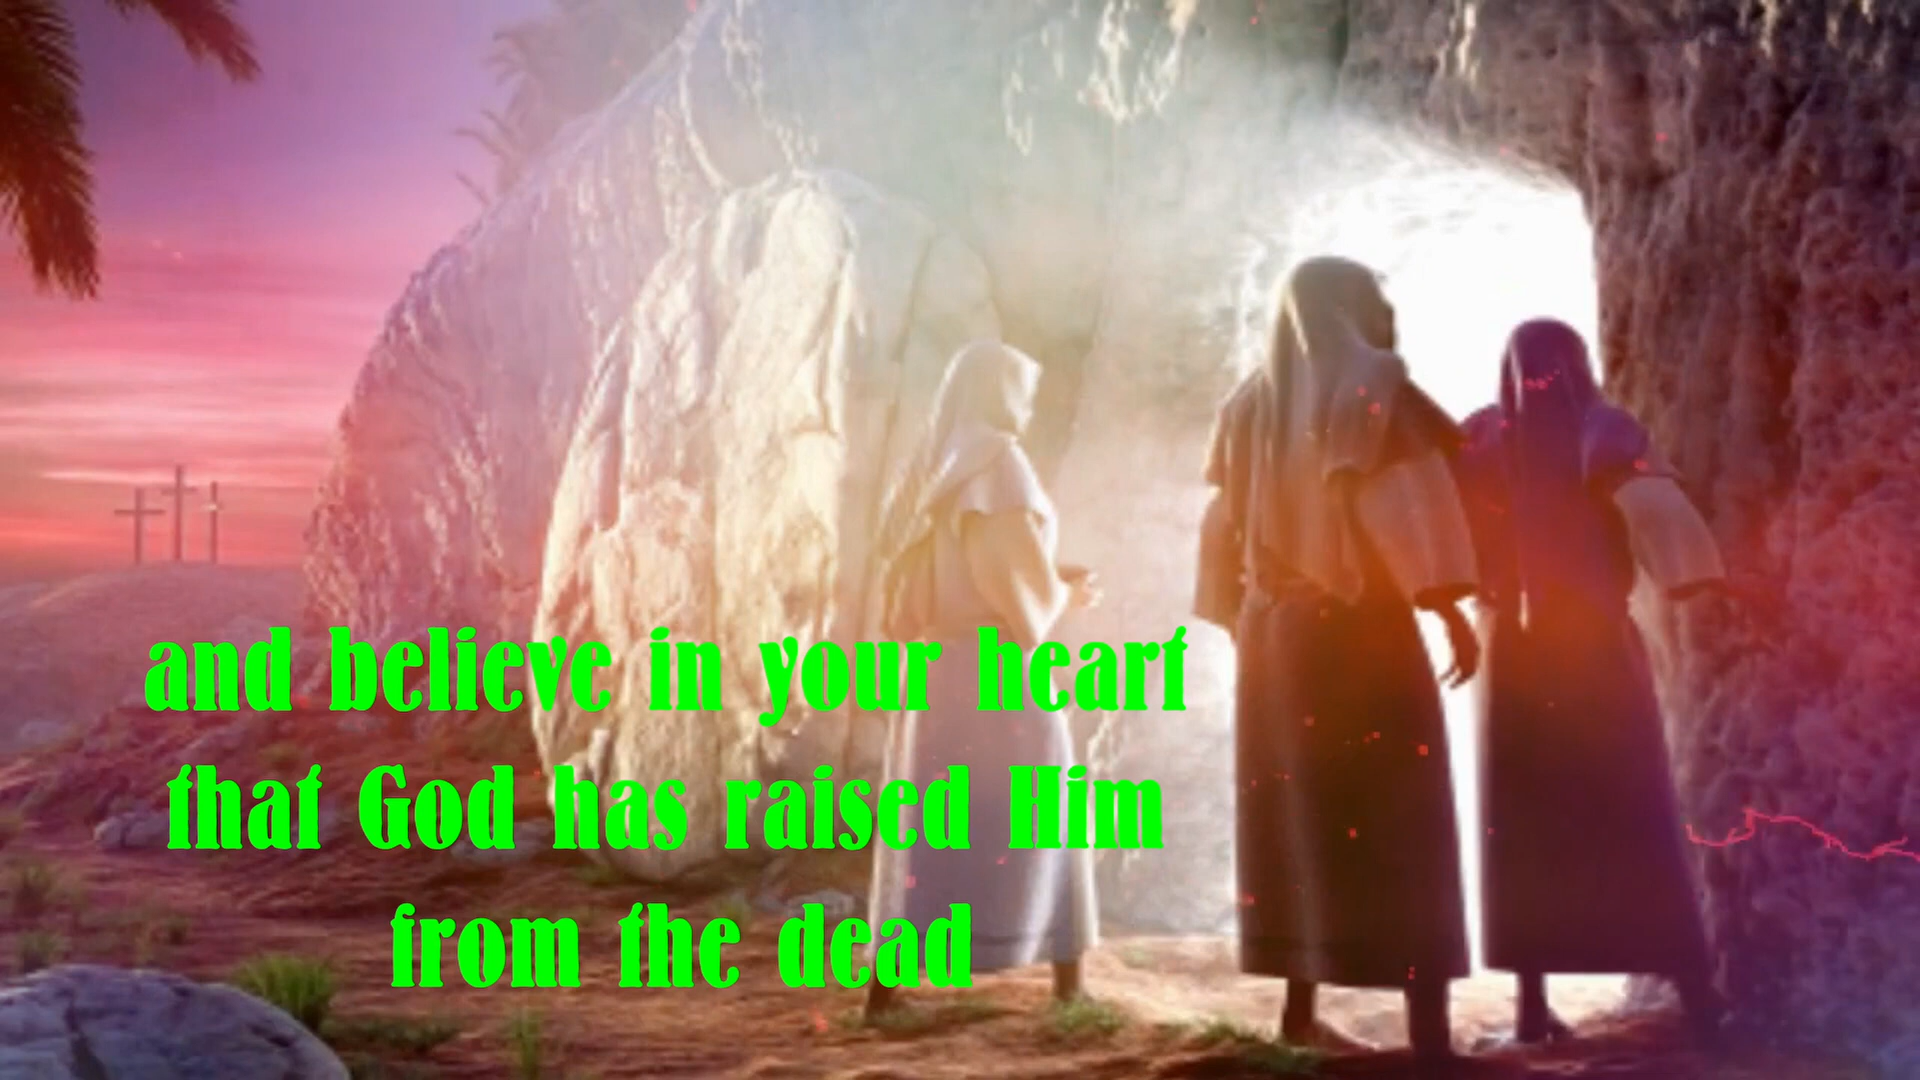 and believe in your heart
that God has raised Him
from the dead